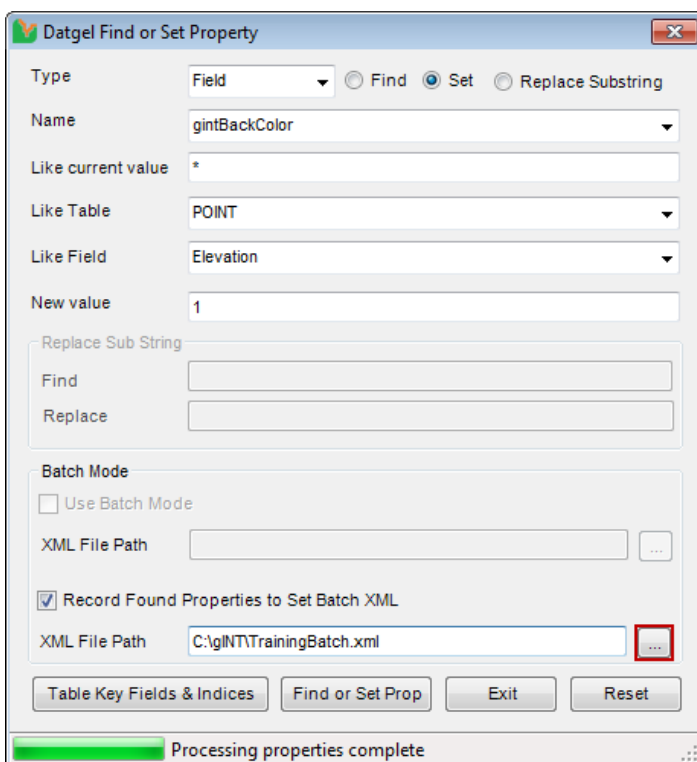 Datgel Find or Set Property
Type Field Find Set Replace Substring
Name gintBackColor
Like current value *
Like Table POINT
Like Field Elevation
New value 1
Replace Sub String
Find
Replace
Batch Mode
Use Batch Mode
XML File Path ...
Record Found Properties to Set Batch XML
XML File Path C:\gINT\TrainingBatch.xml ...
Table Key Fields & Indices Find or Set Prop Exit Reset
Processing properties complete